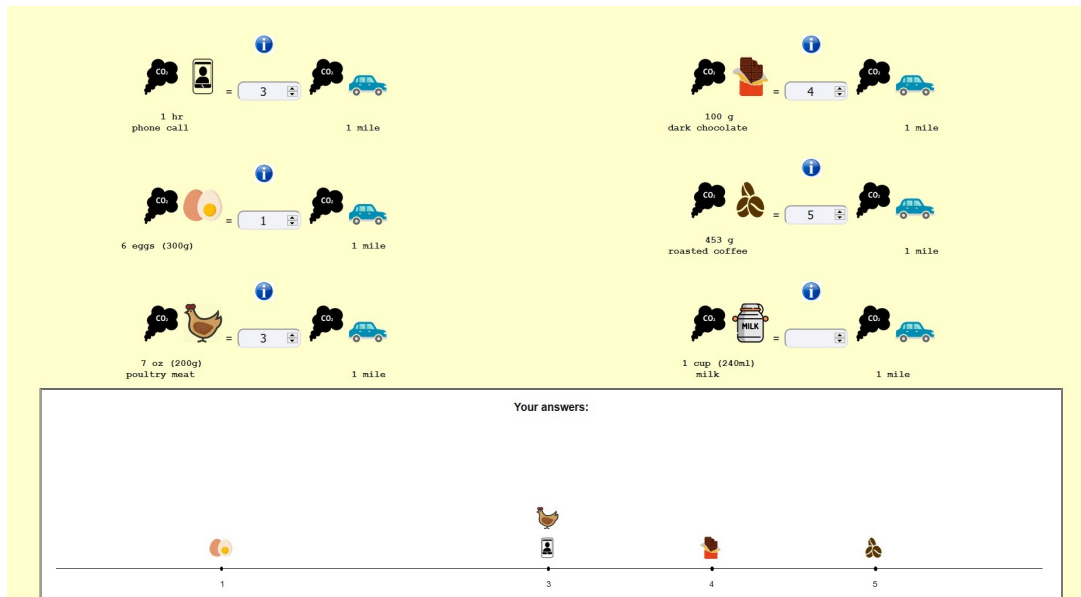 i
i
CO₂
=
3
CO₂
1 hr
phone call
1 mile
CO₂
=
4
CO₂
100 g
dark chocolate
1 mile
i
i
CO₂
=
1
CO₂
6 eggs (300g)
1 mile
CO₂
=
5
CO₂
453 g
roasted coffee
1 mile
i
i
CO₂
=
3
CO₂
7 oz (200g)
poultry meat
1 mile
CO₂
MILK
=
CO₂
1 cup (240ml)
milk
1 mile
Your answers:
1
3
4
5